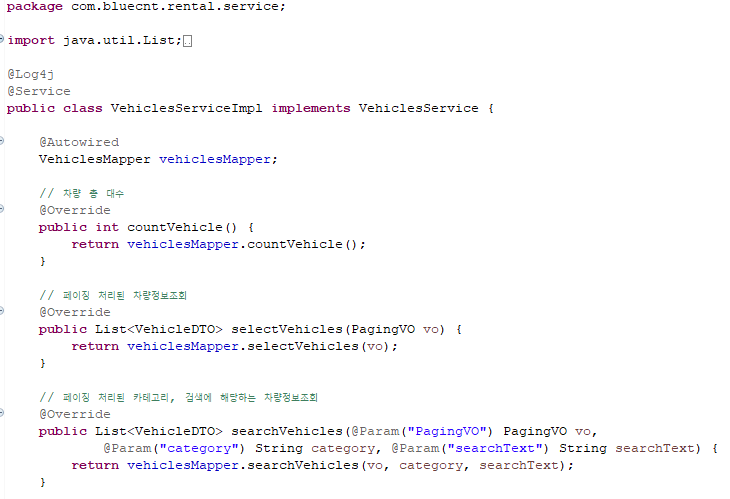 package com.bluecnt.rental.service;
import java.util.List;
@Log4j
@Service
public class VehiclesServiceImpl implements VehiclesService {
@Autowired
VehiclesMapper vehiclesMapper;
// 차량 총 대수
@Override
public int countVehicle() {
return vehiclesMapper.countVehicle();
}
// 페이징 처리된 차량정보조회
@Override
public List<VehicleDTO> selectVehicles(PagingVO vo) {
return vehiclesMapper.selectVehicles(vo);
}
// 페이징 처리된 카테고리, 검색에 해당하는 차량정보조회
@Override
public List<VehicleDTO> searchVehicles(@Param("PagingVO") PagingVO vo,
@Param("category") String category, @Param("searchText") String searchText) {
return vehiclesMapper.searchVehicles(vo, category, searchText);
}